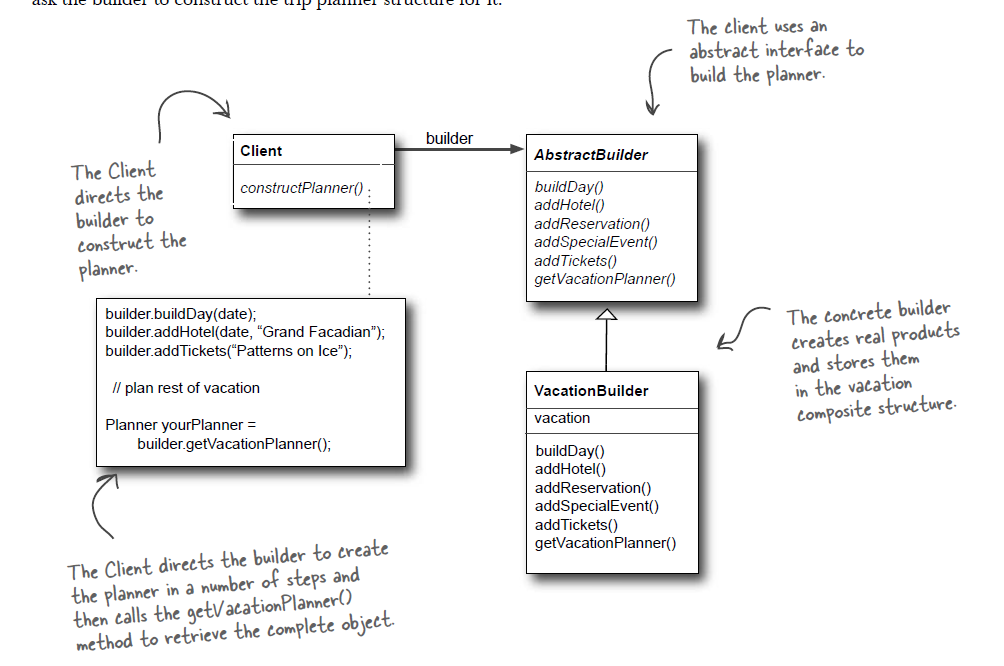 ask the builder to construct the trip planner structure for it.
The client uses an
abstract interface to
build the planner.
builder
Client
constructPlanner()
AbstractBuilder
buildDay()
addHotel()
addReservation()
addSpecialEvent()
addTickets()
getVacationPlanner()
The Client
directs the
builder to
construct the
planner.
builder.buildDay(date);
builder.addHotel(date, “Grand Facadian”);
builder.addTickets(“Patterns on Ice”);
// plan rest of vacation
Planner yourPlanner =
builder.getVacationPlanner();
The concrete builder
creates real products
and stores them
in the vacation
composite structure.
VacationBuilder
vacation
buildDay()
addHotel()
addReservation()
addSpecialEvent()
addTickets()
getVacationPlanner()
The Client directs the builder to create
the planner in a number of steps and
then calls the getVacationPlanner()
method to retrieve the complete object.